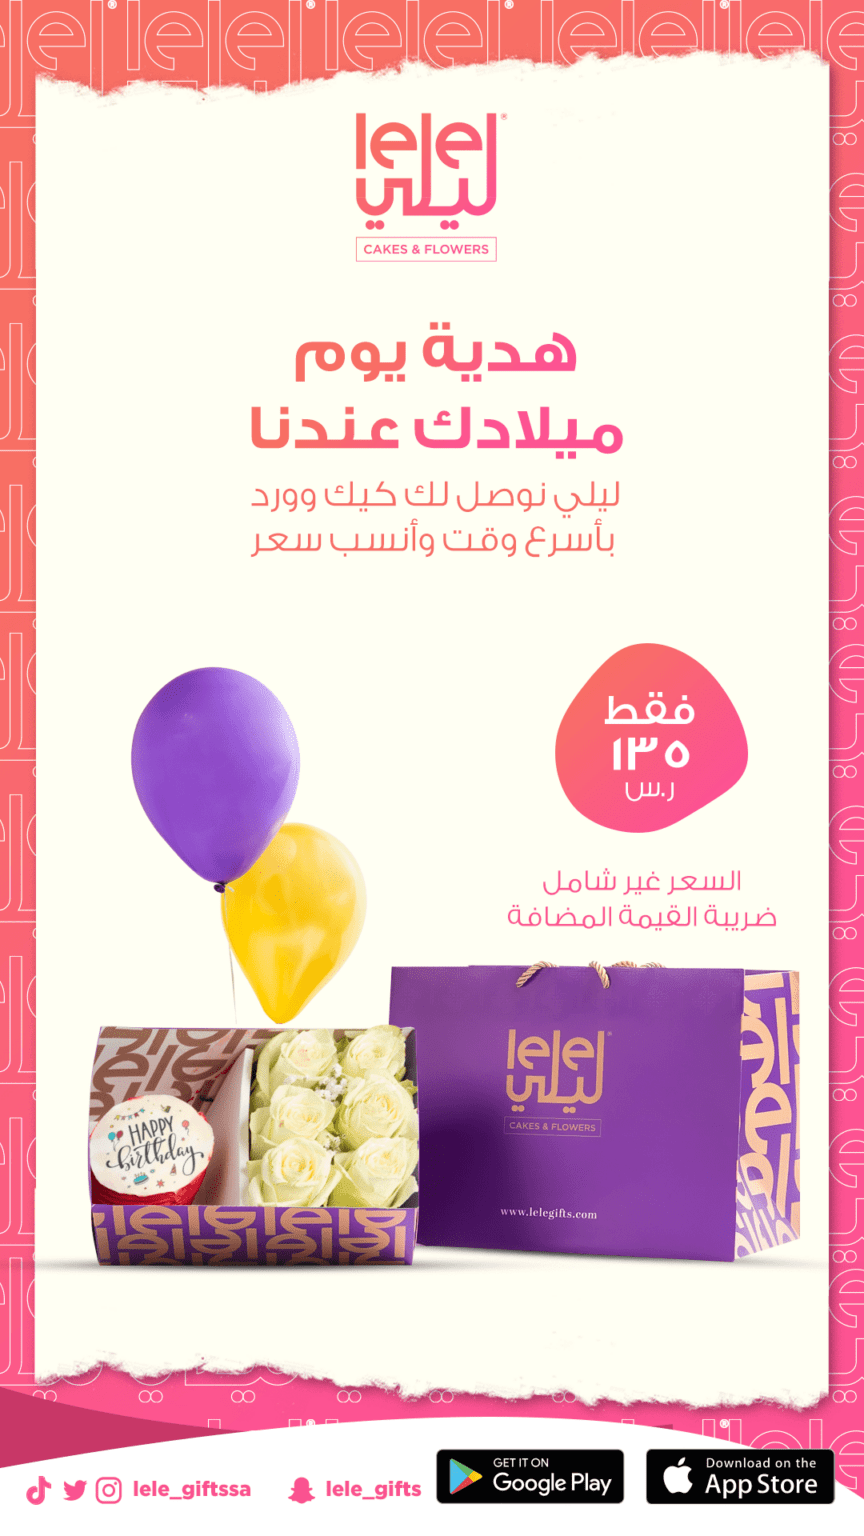 lelel®
ليلي
CAKES & FLOWERS
هدية يوم
ميلادك عندنا
ليلي نوصل لك كيك وورد
بأسرع وقت وأنسب سعر
فقط
١٣٥
ر.س
السعر غير شامل
ضريبة القيمة المضافة
HAPPY
birthday
lelel®
ليلي
CAKES & FLOWERS
www.lelegifts.com
lele_giftssa
lele_gifts
GET IT ON
Google Play
Download on the
App Store